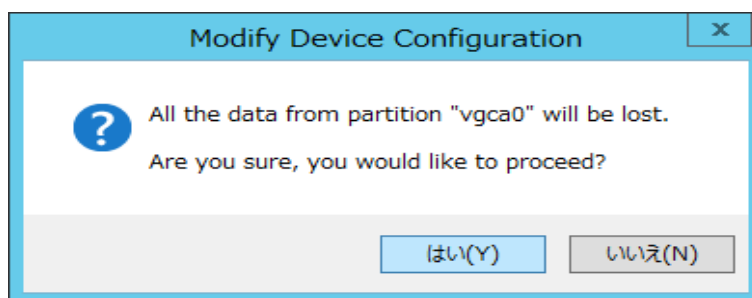 Modify Device Configuration
x
All the data from partition "vgca0" will be lost.
?
Are you sure, you would like to proceed?
はい(Y) いいえ(N)